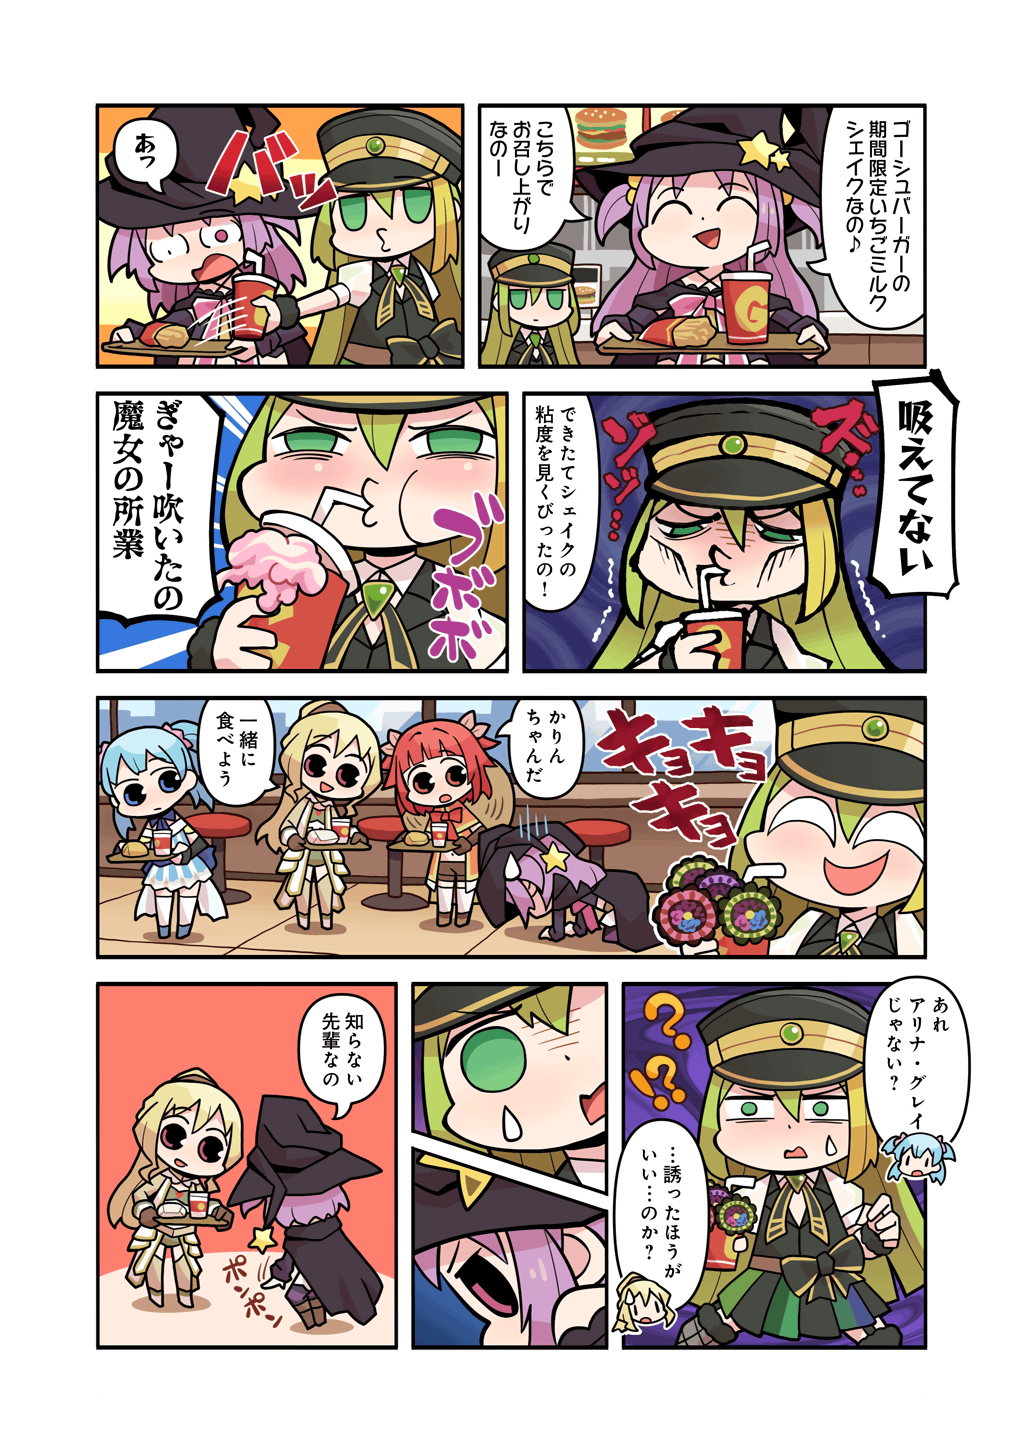 ゴーシュバーガーの
期間限定いちごミルク
シェイクなの♪
こちらで
お召し上がり
なのー
G
バッ
あっ
吸えてない
ズ…
ゾゾ…
できたてシェイクの
粘度を見くびったの！
ブボボボ
ぎゃー吹いたの
魔女の所業
キョキョ
キョキョ
かりん
ちゃんだ
一緒に
食べよう
あれ
アリナ・グレイ
じゃない？
？
⁉
…誘ったほうが
いい…のか？
知らない
先輩なの
ポンポン